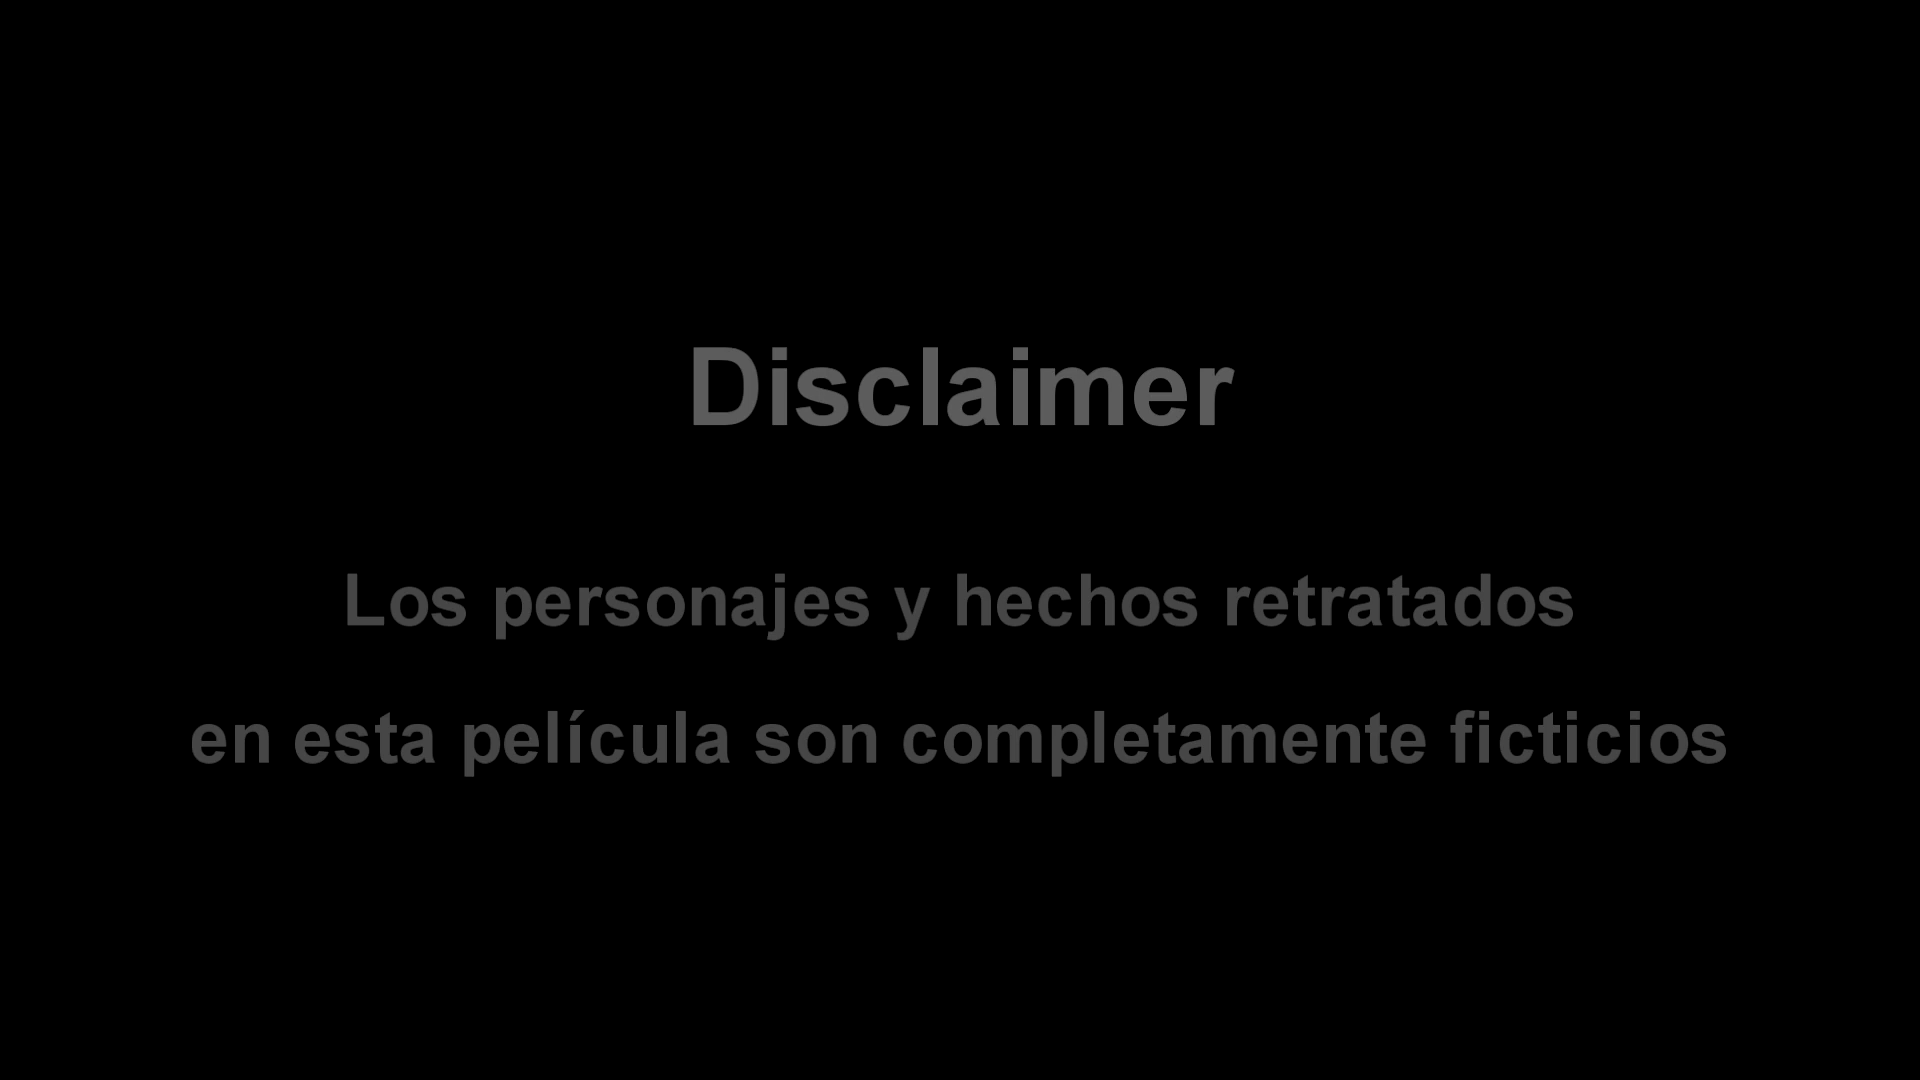 Disclaimer
Los personajes y hechos retratados
en esta película son completamente ficticios